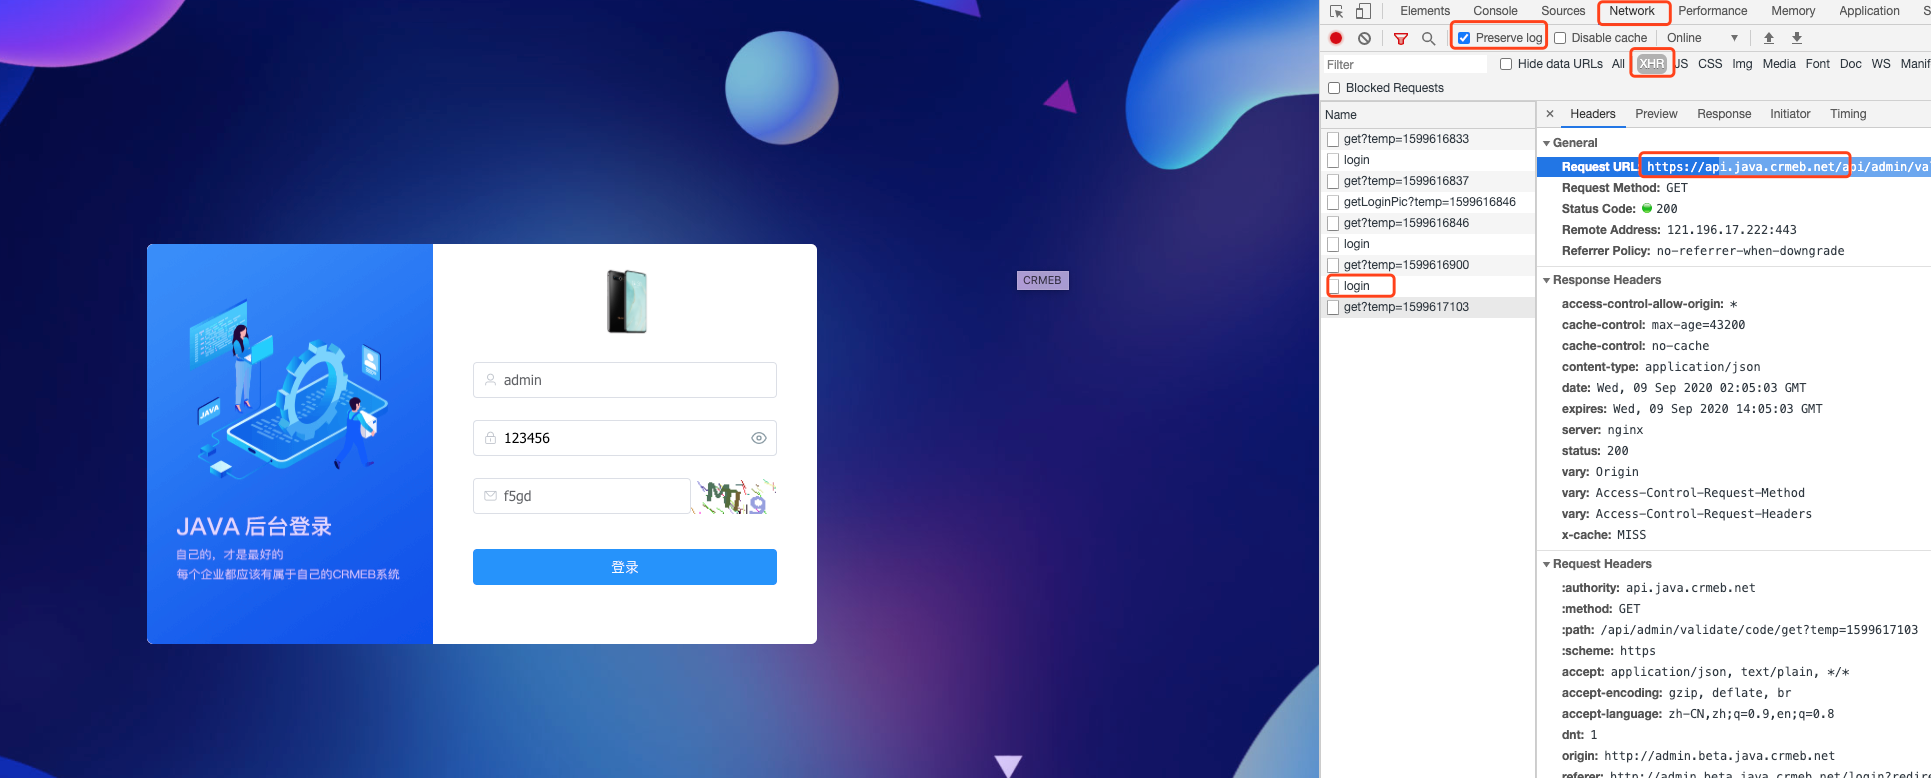 CRMEB
JAVA
admin
123456
f5gd
登录
JAVA 后台登录
自己的，才是最好的
每个企业都应该有属于自己的CRMEB系统
Elements Console Sources Network Performance Memory Application S
Preserve log Disable cache Online
Filter Hide data URLs All XHR JS CSS Img Media Font Doc WS Manif
Blocked Requests
Name
get?temp=1599616833
login
get?temp=1599616837
getLoginPic?temp=1599616846
get?temp=1599616846
login
get?temp=1599616900
login
get?temp=1599617103
Headers Preview Response Initiator Timing
General
Request URL: https://api.java.crmeb.net/api/admin/va
Request Method: GET
Status Code: 200
Remote Address: 121.196.17.222:443
Referrer Policy: no-referrer-when-downgrade
Response Headers
access-control-allow-origin: *
cache-control: max-age=43200
cache-control: no-cache
content-type: application/json
date: Wed, 09 Sep 2020 02:05:03 GMT
expires: Wed, 09 Sep 2020 14:05:03 GMT
server: nginx
status: 200
vary: Origin
vary: Access-Control-Request-Method
vary: Access-Control-Request-Headers
x-cache: MISS
Request Headers
:authority: api.java.crmeb.net
:method: GET
:path: /api/admin/validate/code/get?temp=1599617103
:scheme: https
accept: application/json, text/plain, */*
accept-encoding: gzip, deflate, br
accept-language: zh-CN,zh;q=0.9,en;q=0.8
dnt: 1
origin: http://admin.beta.java.crmeb.net
referer: http://admin.beta.java.crmeb.net/login?redir